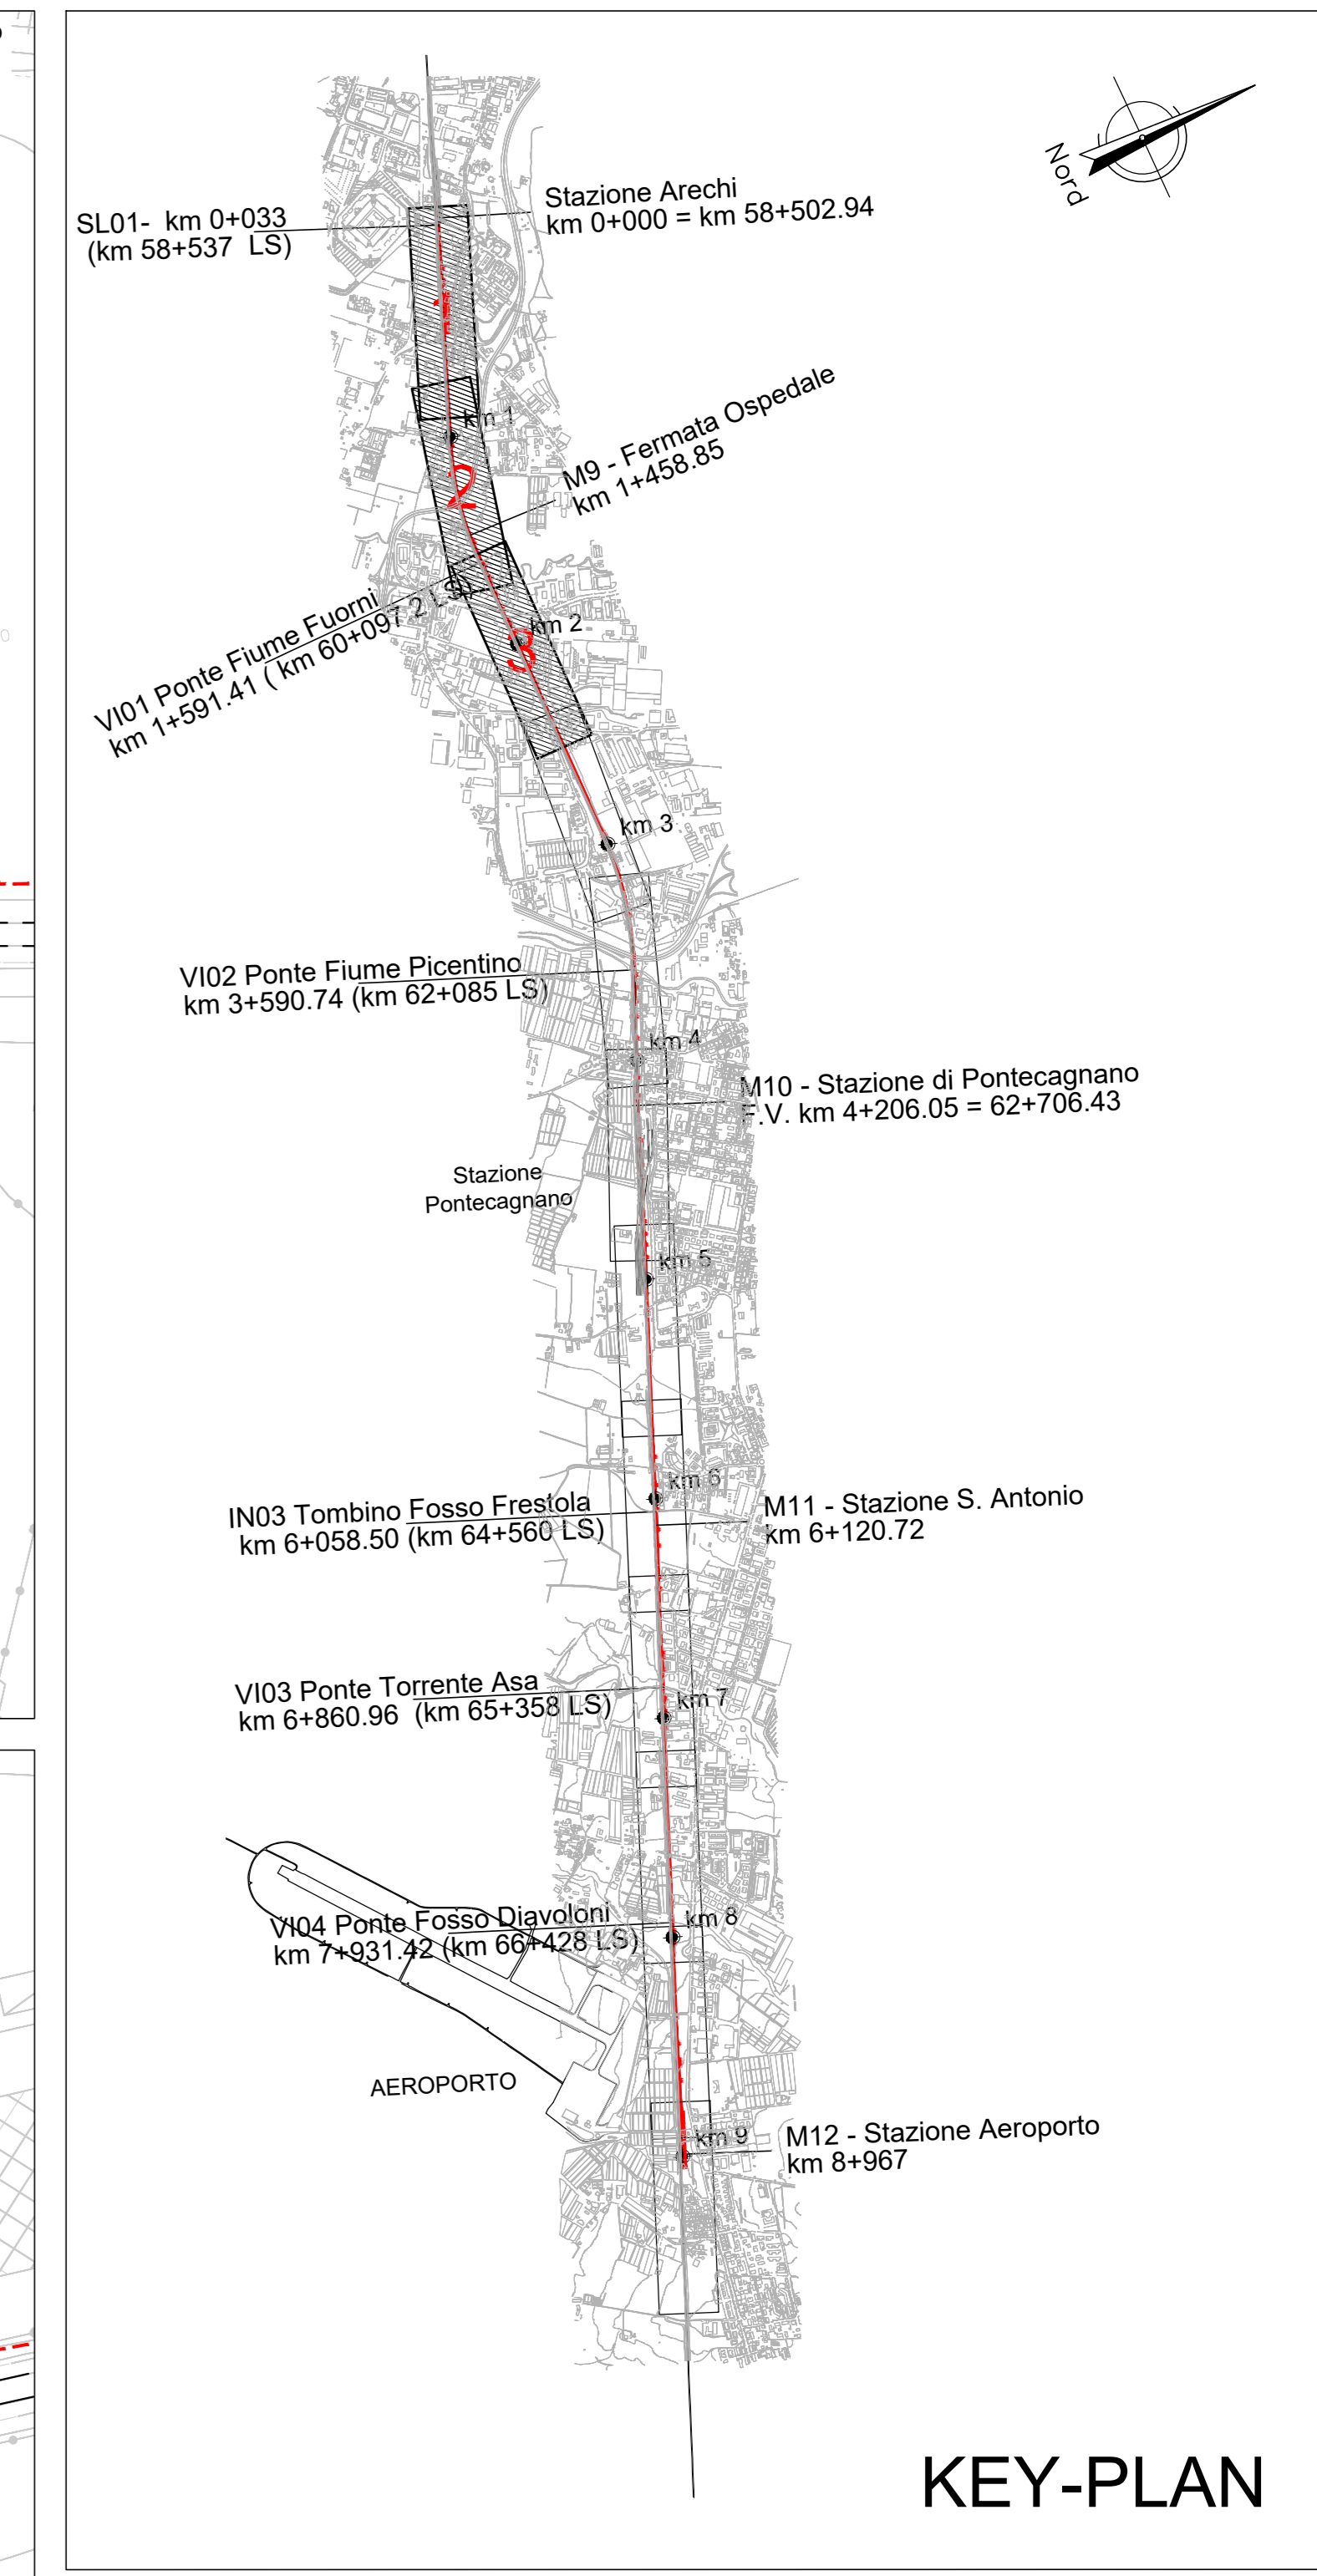 Nord
Stazione Arechi
km 0+000 = km 58+502.94
SL01- km 0+033
(km 58+537 LS)
1
km 1
2
M9 - Fermata Ospedale
km 1+458.85
VI01 Ponte Fiume Fuorni
km 1+591.41 ( km 60+097.2 LS)
km 2
3
km 3
VI02 Ponte Fiume Picentino
km 3+590.74 (km 62+085 LS)
km 4
M10 - Stazione di Pontecagnano
F.V. km 4+206.05 = 62+706.43
Stazione
Pontecagnano
km 5
km 6
IN03 Tombino Fosso Frestola
km 6+058.50 (km 64+560 LS)
M11 - Stazione S. Antonio
km 6+120.72
VI03 Ponte Torrente Asa
km 6+860.96 (km 65+358 LS)
km 7
VI04 Ponte Fosso Diavoloni
km 7+931.42 (km 66+428 LS)
km 8
AEROPORTO
km 9
M12 - Stazione Aeroporto
km 8+967
KEY-PLAN